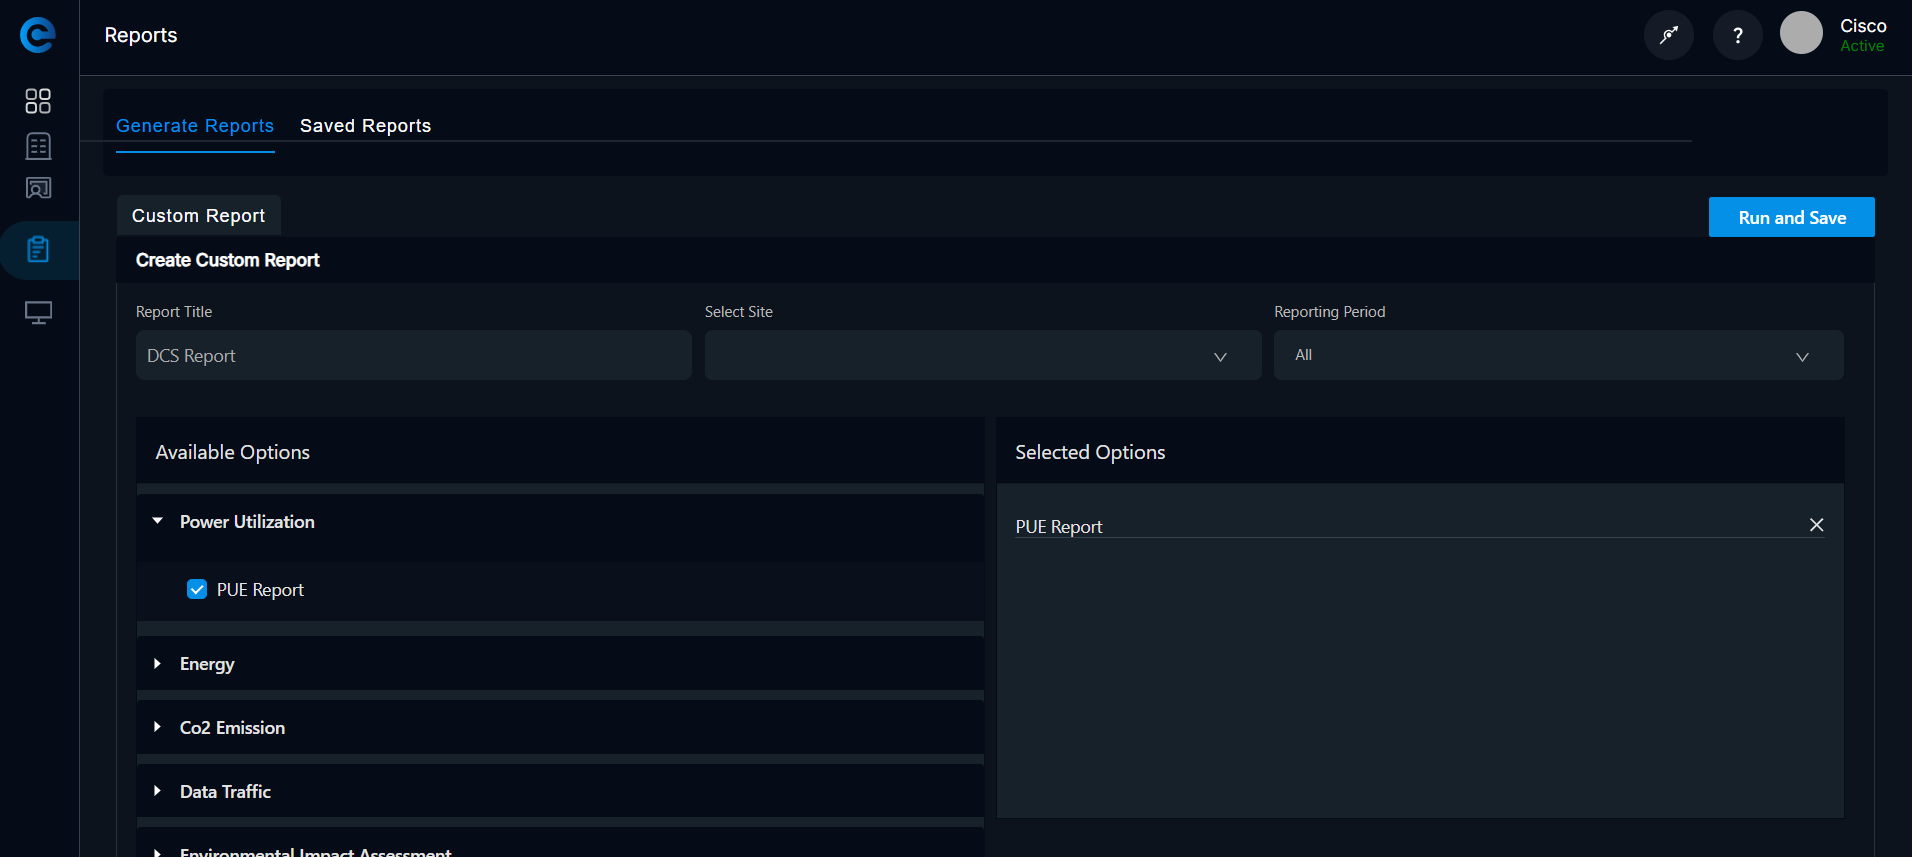 Reports
?
Cisco
Active
Generate Reports
Saved Reports
Custom Report
Run and Save
Create Custom Report
Report Title
Select Site
Reporting Period
DCS Report
All
Available Options
Selected Options
Power Utilization
PUE Report
PUE Report
Energy
Co2 Emission
Data Traffic
Environmental Impact Assessment